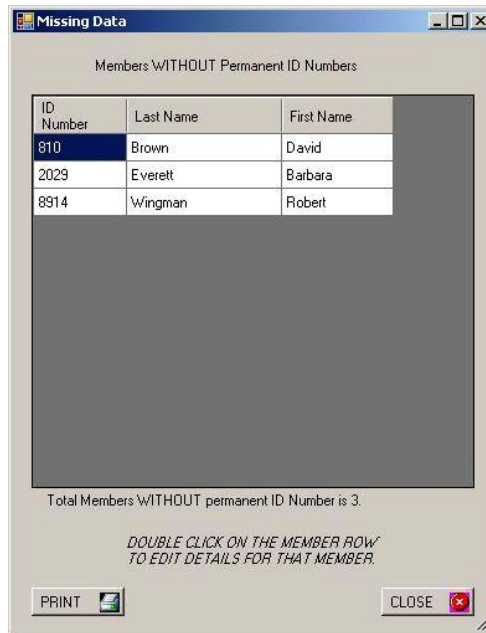 Missing Data
Members WITHOUT Permanent ID Numbers
ID Number Last Name First Name
810 Brown David
2029 Everett Barbara
8914 Wingman Robert
Total Members WITHOUT permanent ID Number is 3.
DOUBLE CLICK ON THE MEMBER ROW
TO EDIT DETAILS FOR THAT MEMBER.
PRINT CLOSE